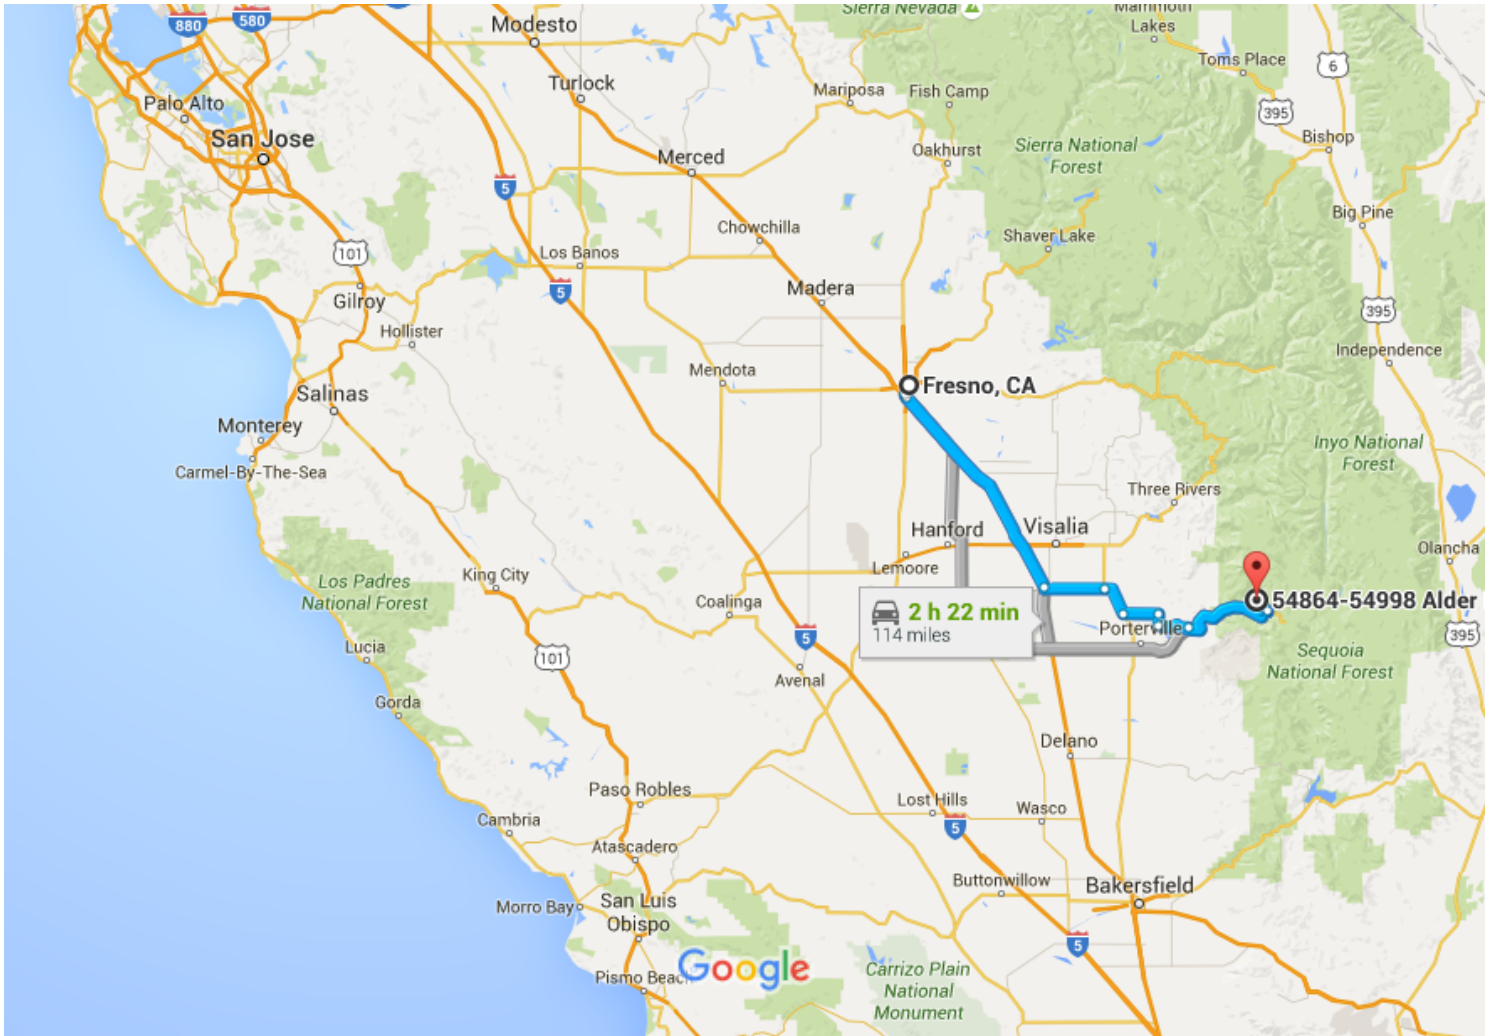 880
580
Modesto
Sierra Nevada
Mammoth
Lakes
Toms Place
6
Turlock
Mariposa
Fish Camp
Palo Alto
395
San Jose
Bishop
Merced
Oakhurst
Sierra National
Forest
5
Big Pine
Chowchilla
Shaver Lake
101
Los Banos
5
Madera
Gilroy
395
Hollister
Independence
Mendota
Fresno, CA
Salinas
Monterey
Inyo National
Forest
Carmel-By-The-Sea
Three Rivers
Hanford
Visalia
Olancha
Lemoore
King City
Los Padres
National Forest
Coalinga
54864-54998 Alder
2 h 22 min
114 miles
5
Porterville
395
Lucia
101
Sequoia
National Forest
Avenal
Gorda
Delano
Paso Robles
Lost Hills
Wasco
Cambria
5
Atascadero
Buttonwillow
Bakersfield
Morro Bay
San Luis
Obispo
5
Google
Pismo Beach
Carrizo Plain
National
Monument